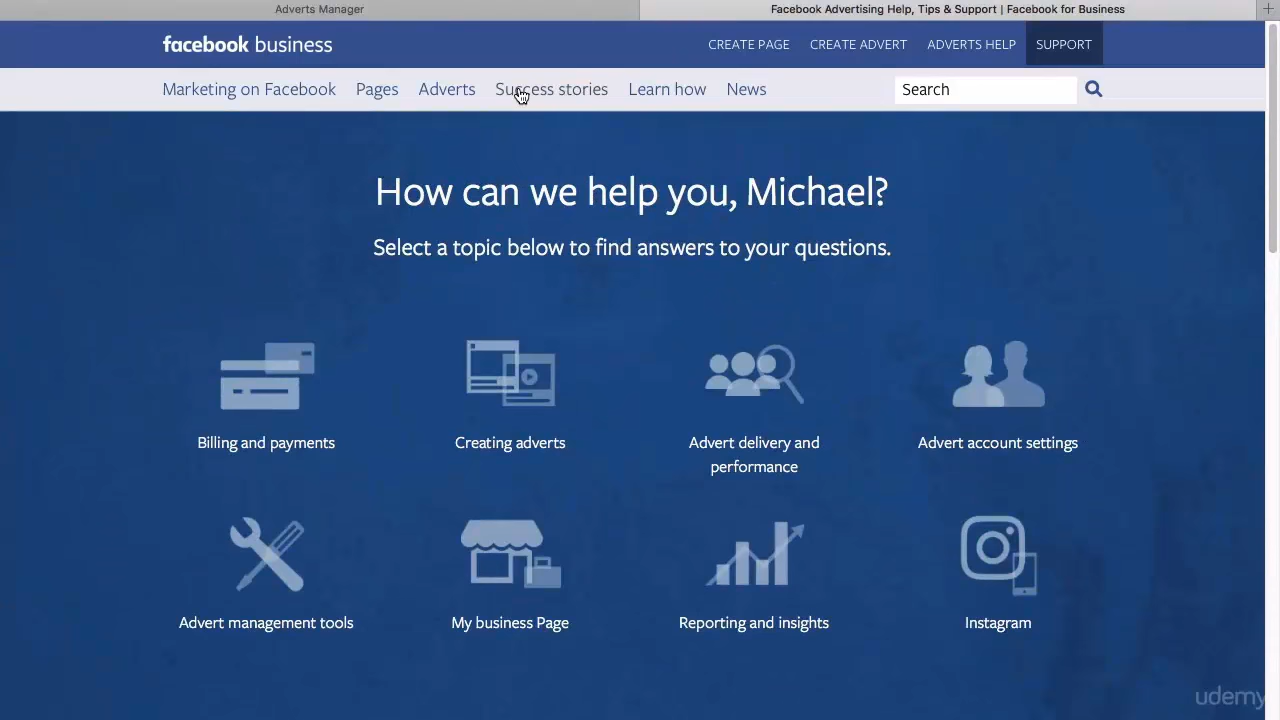 Adverts Manager
Facebook Advertising Help, Tips & Support | Facebook for Business
facebook business
CREATE PAGE
CREATE ADVERT
ADVERTS HELP
SUPPORT
Marketing on Facebook
Pages
Adverts
Success stories
Learn how
News
Search
How can we help you, Michael?
Select a topic below to find answers to your questions.
Billing and payments
Creating adverts
Advert delivery and
performance
Advert account settings
Advert management tools
My business Page
Reporting and insights
Instagram
udemy